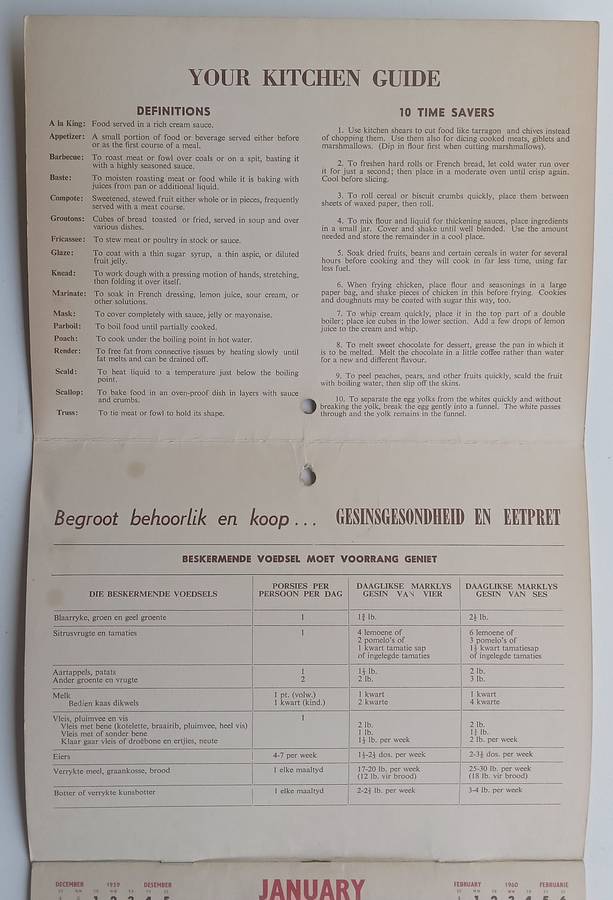 YOUR KITCHEN GUIDE
DEFINITIONS
A la King: Food served in a rich cream sauce.
Appetizer: A small portion of food or beverage served either before
or as the first course of a meal.
Barbecue: To roast meat or fowl over coals or on a spit, basting it
with a highly seasoned sauce.
Baste: To moisten roasting meat or food while it is baking with
juices from pan or additional liquid.
Compote: Sweetened, stewed fruit either whole or in pieces, frequently
served with a meat course.
Groutons: Cubes of bread toasted or fried, served in soup and over
various dishes.
Fricassee: To stew meat or poultry in stock or sauce.
Glaze: To coat with a thin sugar syrup, a thin aspic, or diluted
fruit jelly.
Knead: To work dough with a pressing motion of hands, stretching,
then folding it over itself.
Marinate: To soak in French dressing, lemon juice, sour cream, or
other solutions.
Mask: To cover completely with sauce, jelly or mayonaise.
Parboil: To boil food until partially cooked.
Poach: To cook under the boiling point in hot water.
Render: To free fat from connective tissues by heating slowly until
fat melts and can be drained off.
Scald: To heat liquid to a temperature just below the boiling
point.
Scallop: To bake food in an oven-proof dish in layers with sauce
and crumbs.
Truss: To tie meat or fowl to hold its shape.
10 TIME SAVERS
1. Use kitchen shears to cut food like tarragon and chives instead
of chopping them. Use them also for dicing cooked meats, giblets and
marshmallows. (Dip in flour first when cutting marshmallows).
2. To freshen hard rolls or French bread, let cold water run over
it for just a second; then place in a moderate oven until crisp again.
Cool before slicing.
3. To roll cereal or biscuit crumbs quickly, place them between
sheets of waxed paper, then roll.
4. To mix flour and liquid for thickening sauces, place ingredients
in a small jar. Cover and shake until well blended. Use the amount
needed and store the remainder in a cool place.
5. Soak dried fruits, beans and certain cereals in water for several
hours before cooking and they will cook in far less time, using far
less fuel.
6. When frying chicken, place flour and seasonings in a large
paper bag, and shake pieces of chicken in this before frying. Cookies
and doughnuts may be coated with sugar this way, too.
7. To whip cream quickly, place it in the top part of a double
boiler; place ice cubes in the lower section. Add a few drops of lemon
juice to the cream and whip.
8. To melt sweet chocolate for dessert, grease the pan in which it
is to be melted. Melt the chocolate in a little coffee rather than water
for a new and different flavour.
9. To peel peaches, pears, and other fruits quickly, scald the fruit
with boiling water, then slip off the skins.
10. To separate the egg yolks from the whites quickly and without
breaking the yolk, break the egg gently into a funnel. The white passes
through and the yolk remains in the funnel.
Begroot behoorlik en koop... GESINSGESONDHEID EN EETPRET
BESKERMENDE VOEDSEL MOET VOORRANG GENIET
DIE BESKERMENDE VOEDSELS PORSIES PER PERSOON PER DAG DAAGLIKSE MARKLYS GESIN VAN VIER DAAGLIKSE MARKLYS GESIN VAN SES
Blaarryke, groen en geel groente 1 lb. 2½ lb.
Sitrusvrugte en tamaties 1 4 lemoene of 6 lemoene of
2 pomelo's of 3 pomelo's of
1 kwart tamatie sap 1½ kwart tamatiesap
of ingelegde tamaties of ingelegde tamaties
Aartappels, patats 1 1½ lb. 2 lb.
Ander groente en vrugte 2 2 lb. 3 lb.
Melk 1 pt. (volw.) 1 kwart 1 kwart
Bedien kaas dikwels 1 kwart (kind.) 2 kwarte 4 kwarte
Vleis, pluimvee en vis 1
Vleis met bene (kotelette, braairib, pluimvee, heel vis) 2 lb. 2 lb.
Vleis met of sonder bene 1 lb. 1½ lb.
Klaar gaar vleis of droëbone en ertjies, neute 1½ lb. per week 2 lb. per week
Eiers 4-7 per week 1½-2½ dos. per week 2-3½ dos. per week
Verrykte meel, graankosse, brood 1 elke maaltyd 17-20 lb. per week 25-30 lb. per week
(12 lb. vir brood) (18 lb. vir brood)
Botter of verrykte kunsbotter 1 elke maaltyd 2-2½ lb. per week 3-4 lb. per week
DECEMBER 1959 DESEMBER
JANUARY
FEBRUARY 1960 FEBRUARIE